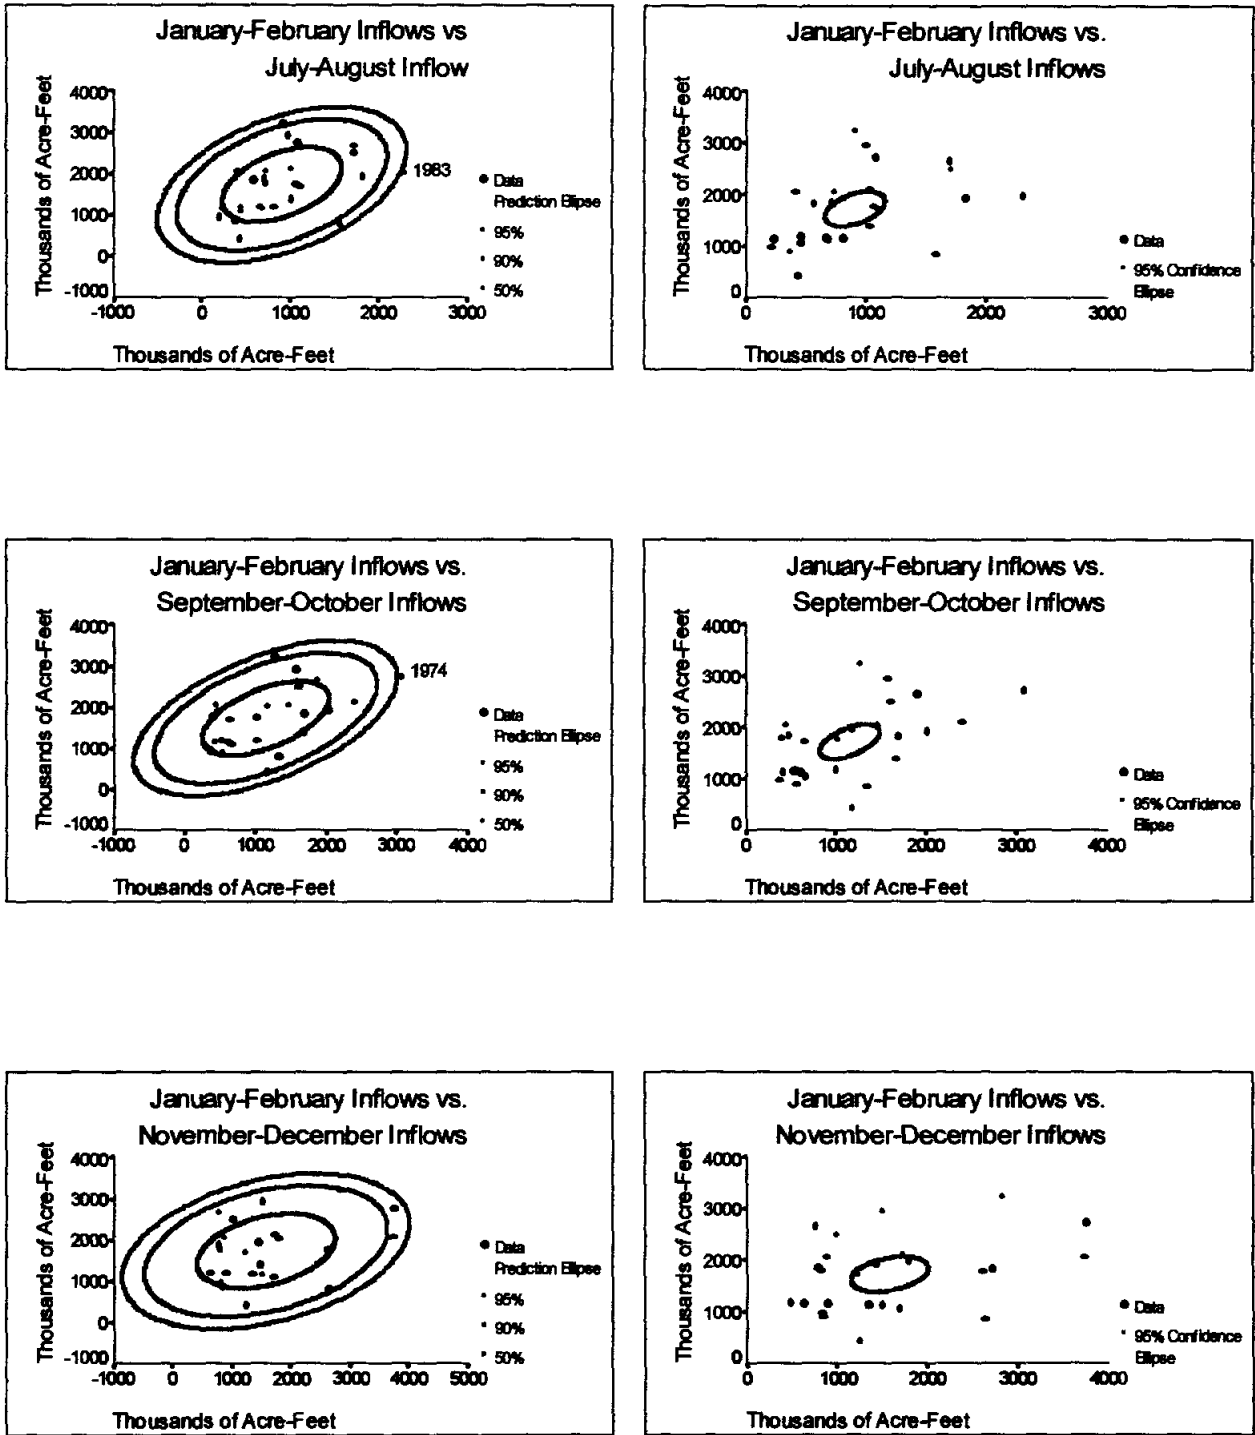 January-February Inflows vs
July-August Inflow
Thousands of Acre-Feet
4000
3000
2000
1000
0
-1000
-1000
0
1000
2000
3000
Thousands of Acre-Feet
1983
Data
Prediction Ellipse
95%
90%
50%
January-February Inflows vs.
July-August Inflows
Thousands of Acre-Feet
4000
3000
2000
1000
0
1000
2000
3000
Thousands of Acre-Feet
Data
95% Confidence
Ellipse
January-February Inflows vs.
September-October Inflows
Thousands of Acre-Feet
4000
3000
2000
1000
0
-1000
-1000
0
1000
2000
3000
4000
Thousands of Acre-Feet
1974
Data
Prediction Ellipse
95%
90%
50%
January-February Inflows vs.
September-October Inflows
Thousands of Acre-Feet
4000
3000
2000
1000
0
0
1000
2000
3000
4000
Thousands of Acre-Feet
Data
95% Confidence
Ellipse
January-February Inflows vs.
November-December Inflows
Thousands of Acre-Feet
4000
3000
2000
1000
0
-1000
-1000
0
1000
2000
3000
4000
5000
Thousands of Acre-Feet
Data
Prediction Ellipse
95%
90%
50%
January-February Inflows vs.
November-December Inflows
Thousands of Acre-Feet
4000
3000
2000
1000
0
0
1000
2000
3000
4000
Thousands of Acre-Feet
Data
95% Confidence
Ellipse